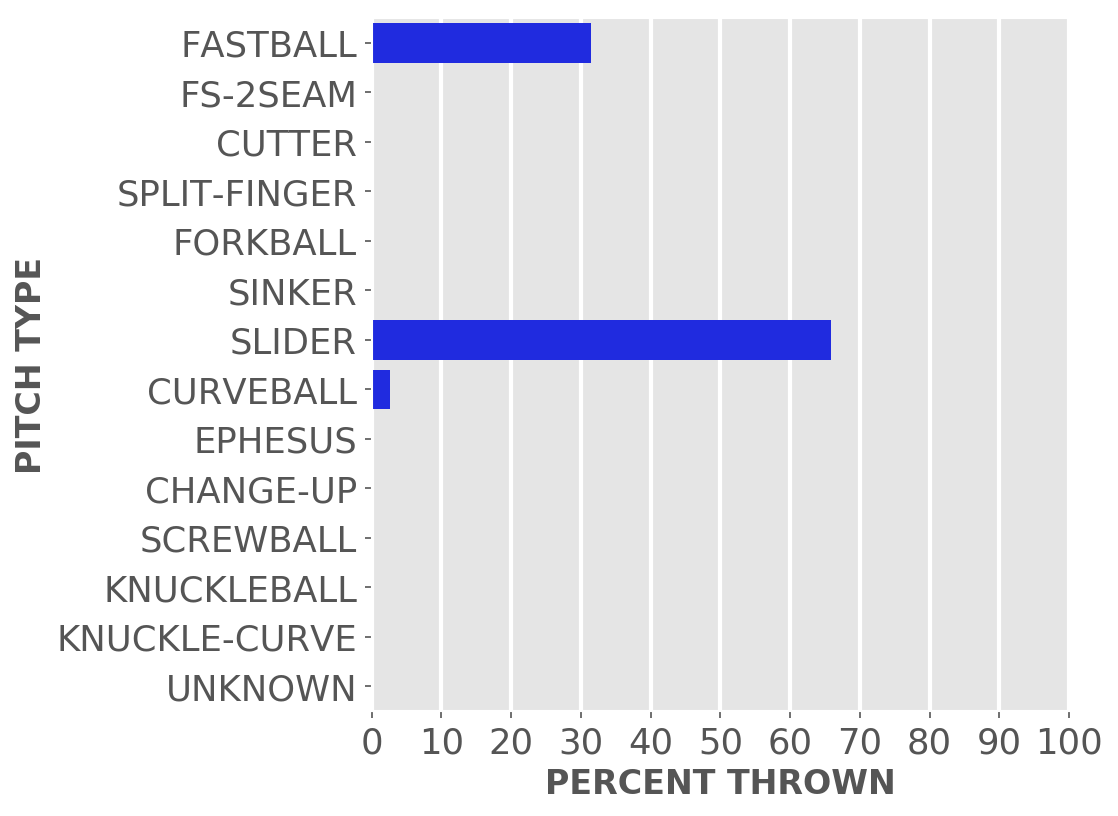 FASTBALL
FS-2SEAM
CUTTER
SPLIT-FINGER
FORKBALL
SINKER
SLIDER
CURVEBALL
EPHESUS
CHANGE-UP
SCREWBALL
KNUCKLEBALL
KNUCKLE-CURVE
UNKNOWN
PITCH TYPE
0 10 20 30 40 50 60 70 80 90 100
PERCENT THROWN